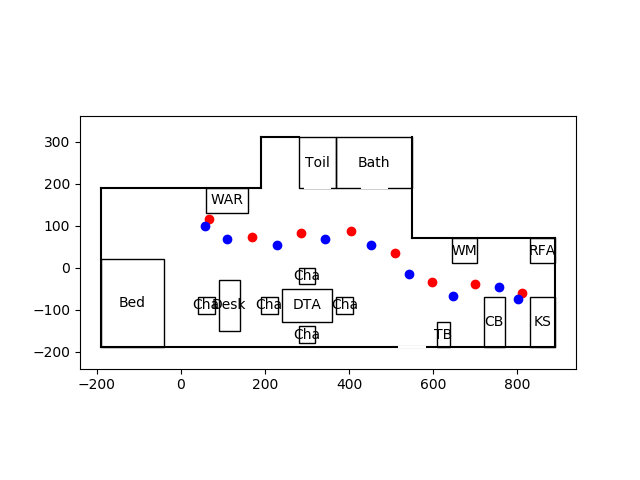 300
200
100
0
−100
−200
Toil Bath
WAR
WM RFA
Cha
Bed Cha Desk Cha DTA Cha
Cha TB CB KS
−200 0 200 400 600 800